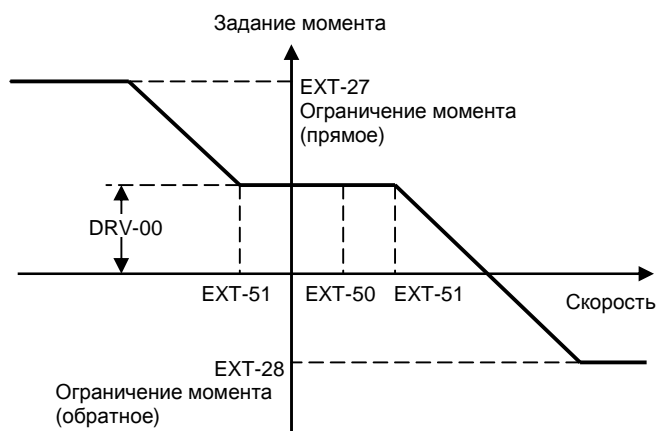 Задание момента
EXT-27
Ограничение момента
(прямое)
DRV-00
EXT-51
EXT-50
EXT-51
Скорость
EXT-28
Ограничение момента
(обратное)